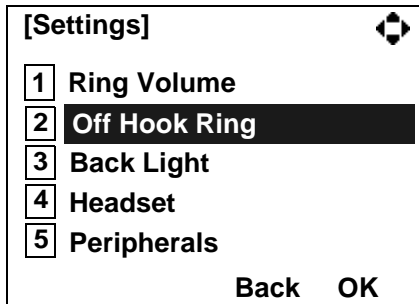 [Settings]
1 Ring Volume
2 Off Hook Ring
3 Back Light
4 Headset
5 Peripherals
Back OK